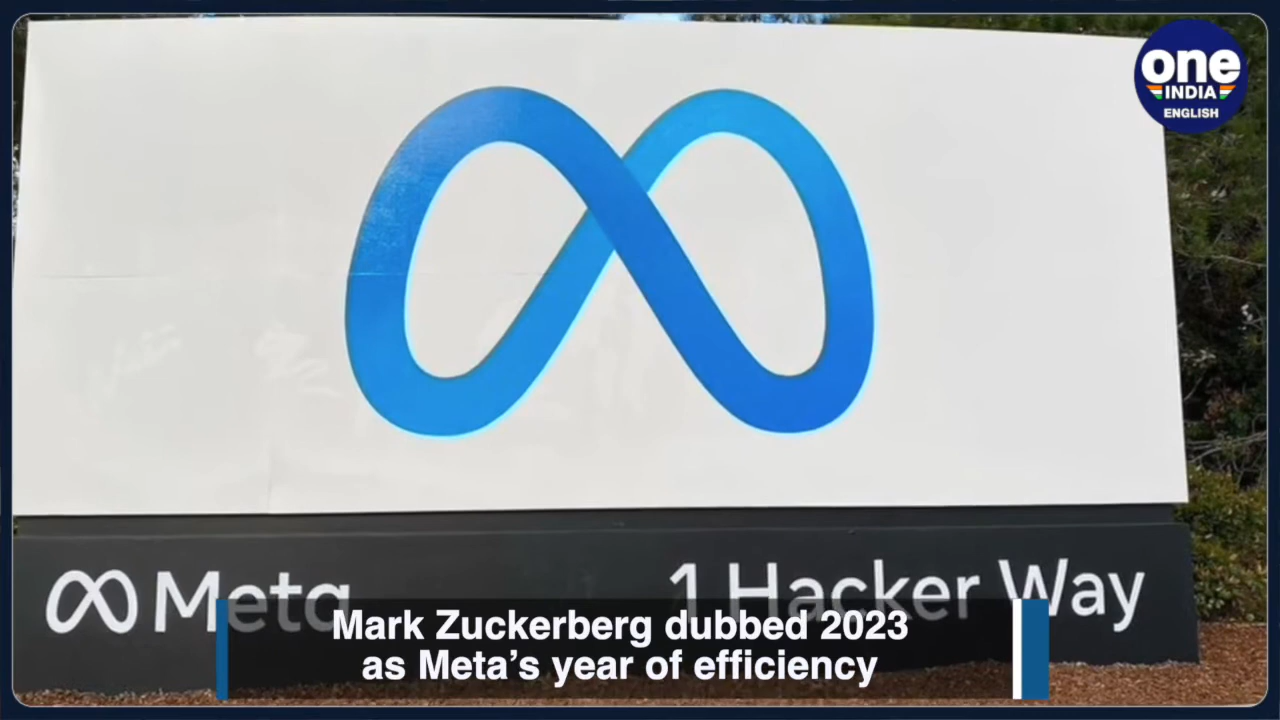 one
INDIA
ENGLISH
Meta
1 Hacker Way
Mark Zuckerberg dubbed 2023
as Meta’s year of efficiency